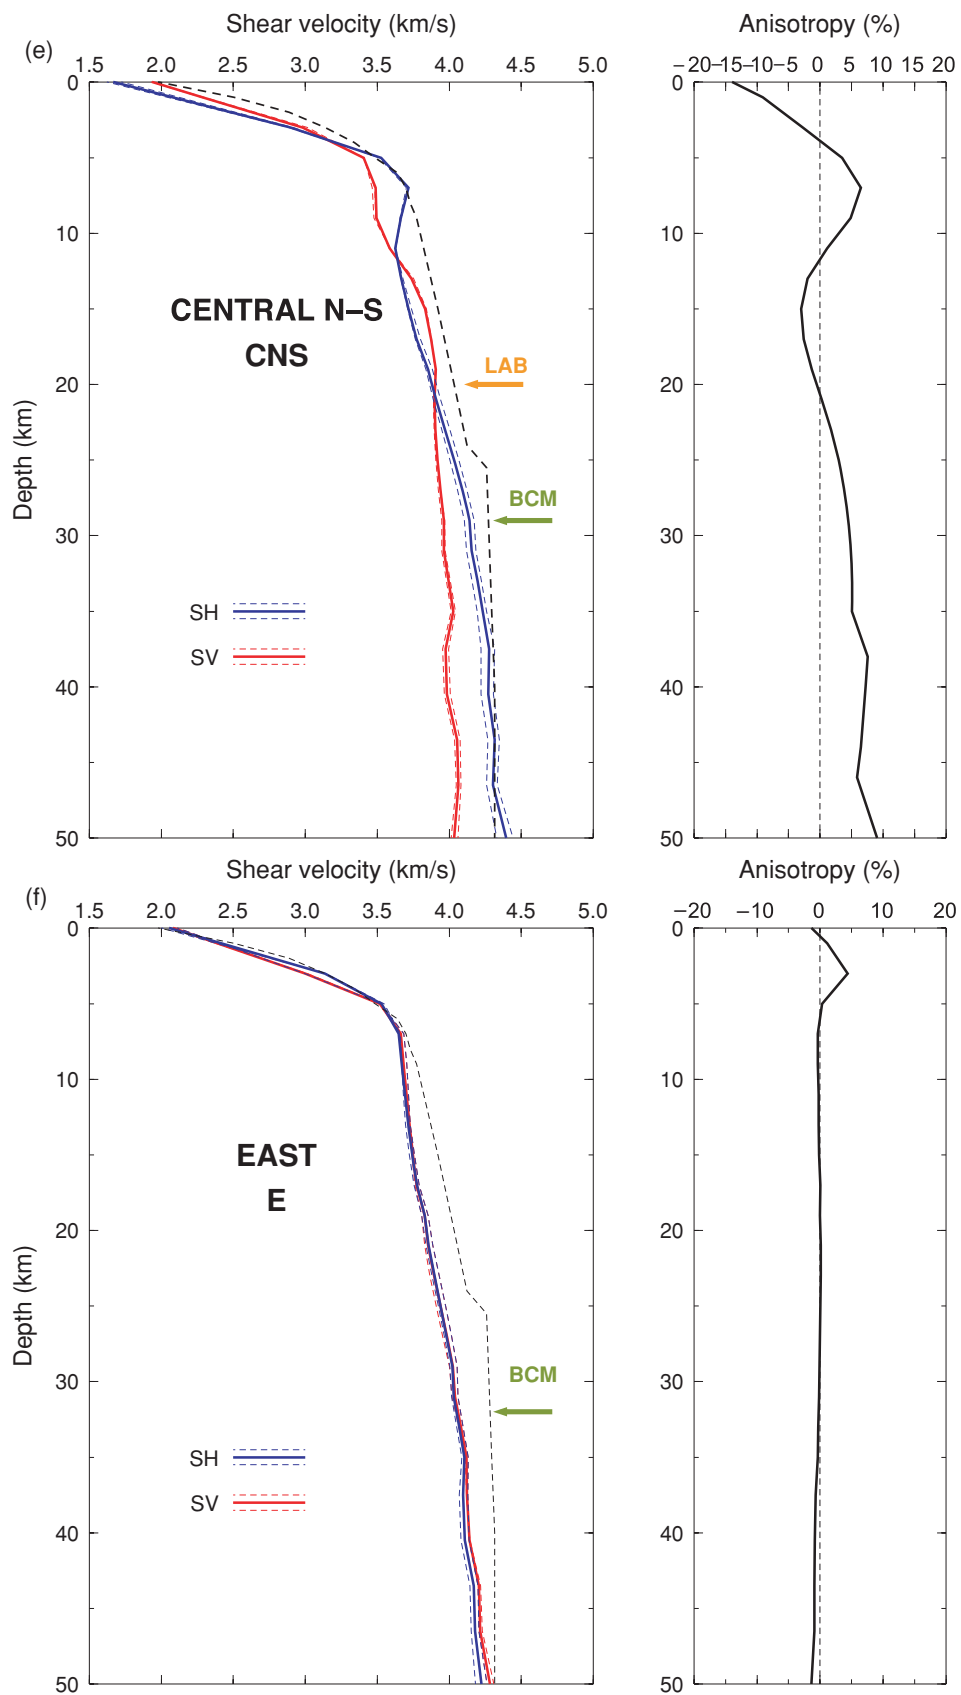 Shear velocity (km/s) Anisotropy (%)
(e)
1.5 2.0 2.5 3.0 3.5 4.0 4.5 5.0 −20 −15 −10 −5 0 5 10 15 20
0 0
10 10
CENTRAL N−S
CNS
LAB
20 20
Depth (km)
BCM
30 30
SH
SV
40 40
50 50
Shear velocity (km/s) Anisotropy (%)
(f)
1.5 2.0 2.5 3.0 3.5 4.0 4.5 5.0 −20 −10 0 10 20
0 0
10 10
EAST
E
20 20
Depth (km)
BCM
30 30
SH
SV
40 40
50 50